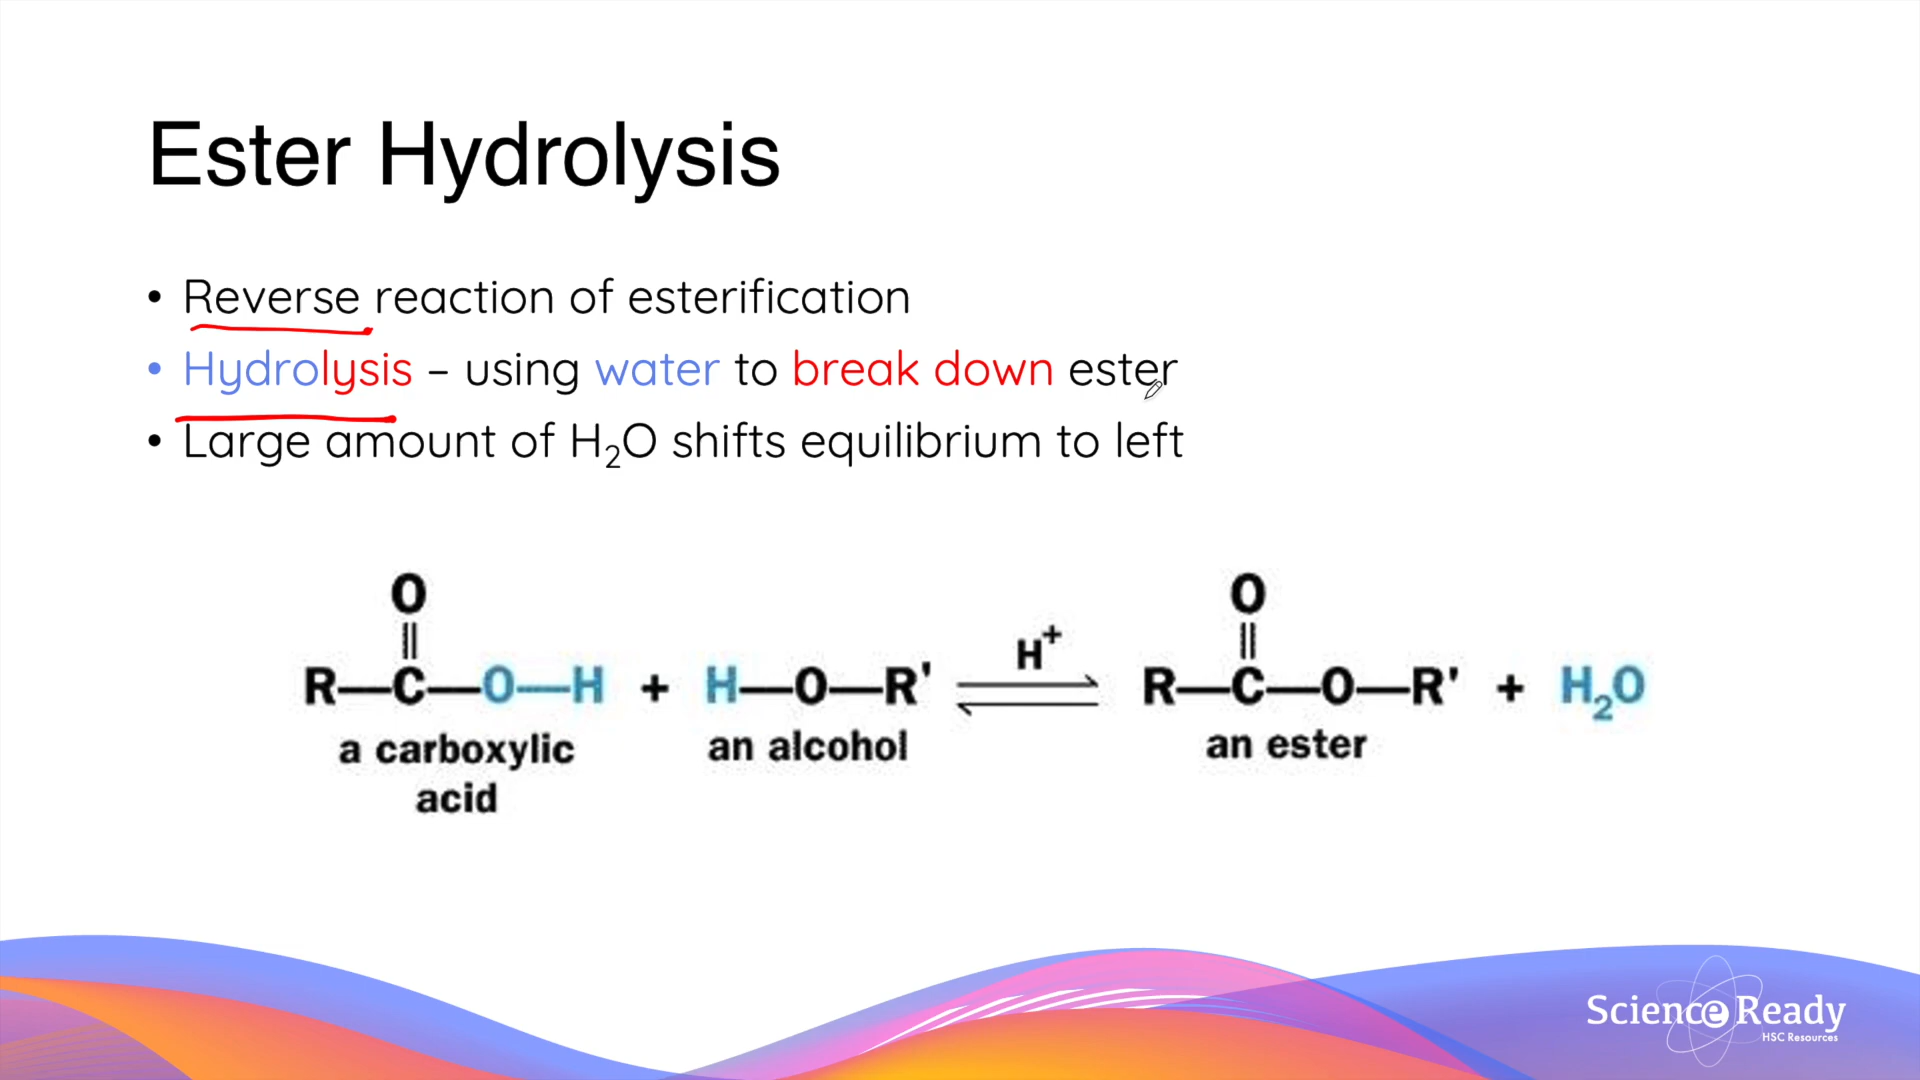 Ester Hydrolysis
• Reverse reaction of esterification
• Hydrolysis – using water to break down ester
• Large amount of H₂O shifts equilibrium to left
O O
|| ||
R—C—O—H + H—O—R' ⇌ H⁺ R—C—O—R' + H₂O
a carboxylic an alcohol an ester
acid
Science Ready
HSC Resources